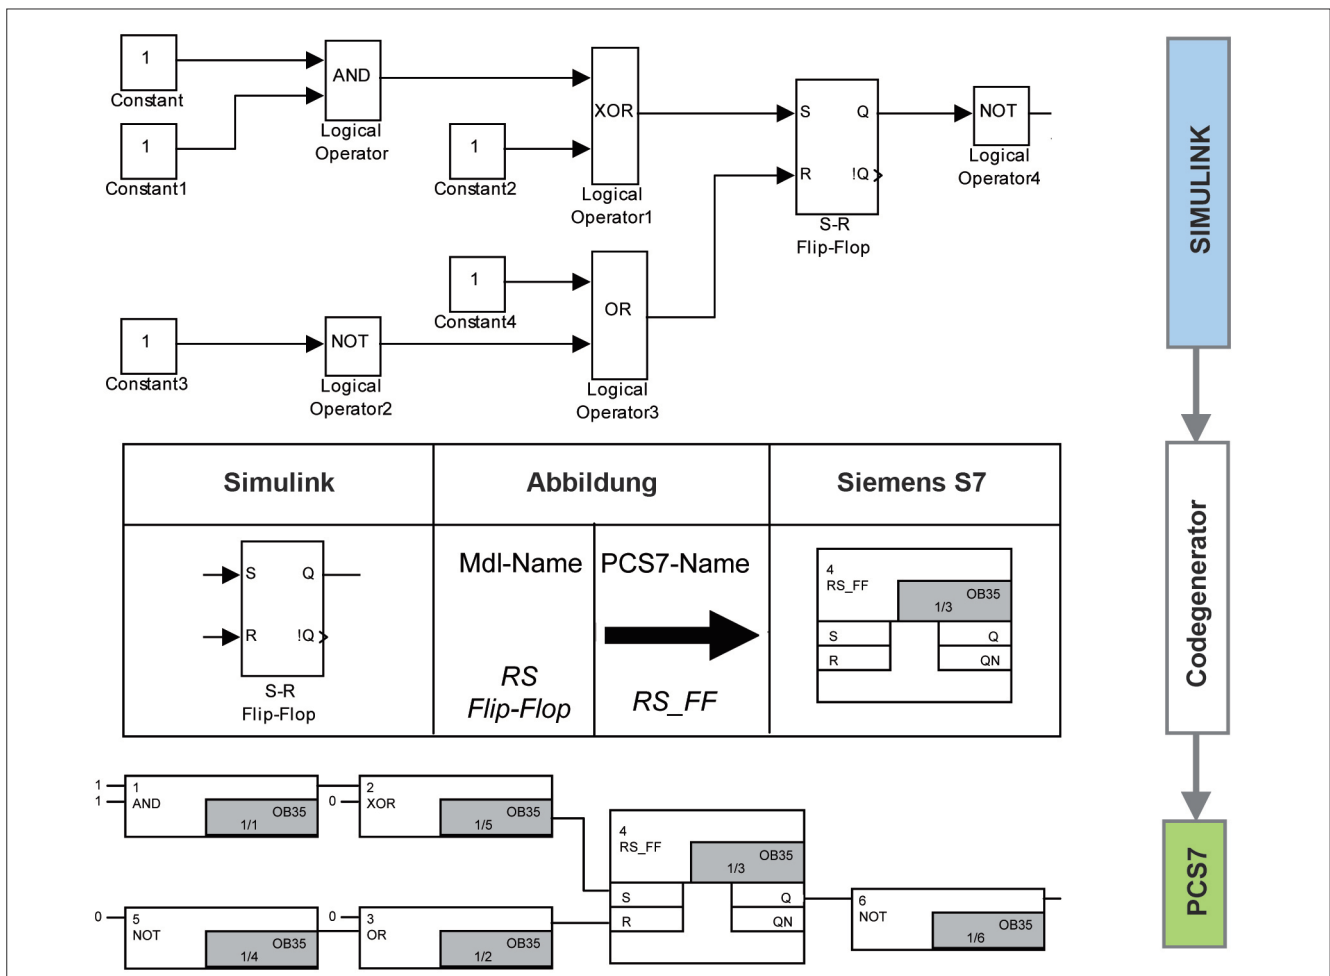 1
Constant
1
Constant1
AND
Logical
Operator
1
Constant2
XOR
Logical
Operator1
S
Q
R
!Q
S-R
Flip-Flop
NOT
Logical
Operator4
1
Constant4
1
Constant3
NOT
Logical
Operator2
OR
Logical
Operator3
SIMULINK
Simulink
Abbildung
Siemens S7
S
Q
R
!Q
S-R
Flip-Flop
Mdl-Name
PCS7-Name
RS
Flip-Flop
RS_FF
4
RS_FF
OB35
1/3
S
Q
R
QN
Codegenerator
1
1
1
AND
OB35
1/1
0
2
XOR
OB35
1/5
4
RS_FF
OB35
1/3
S
Q
R
QN
0
5
NOT
OB35
1/4
0
3
OR
OB35
1/2
6
NOT
OB35
1/6
PCS7